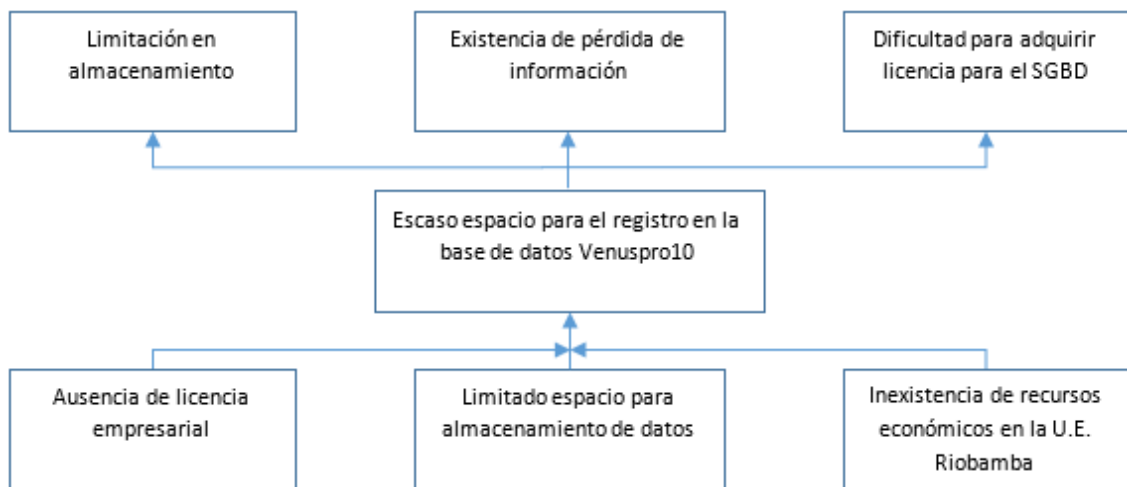 Limitación en
almacenamiento
Existencia de pérdida de
información
Dificultad para adquirir
licencia para el SGBD
Escaso espacio para el registro en la
base de datos Venuspro10
Ausencia de licencia
empresarial
Limitado espacio para
almacenamiento de datos
Inexistencia de recursos
económicos en la U.E.
Riobamba